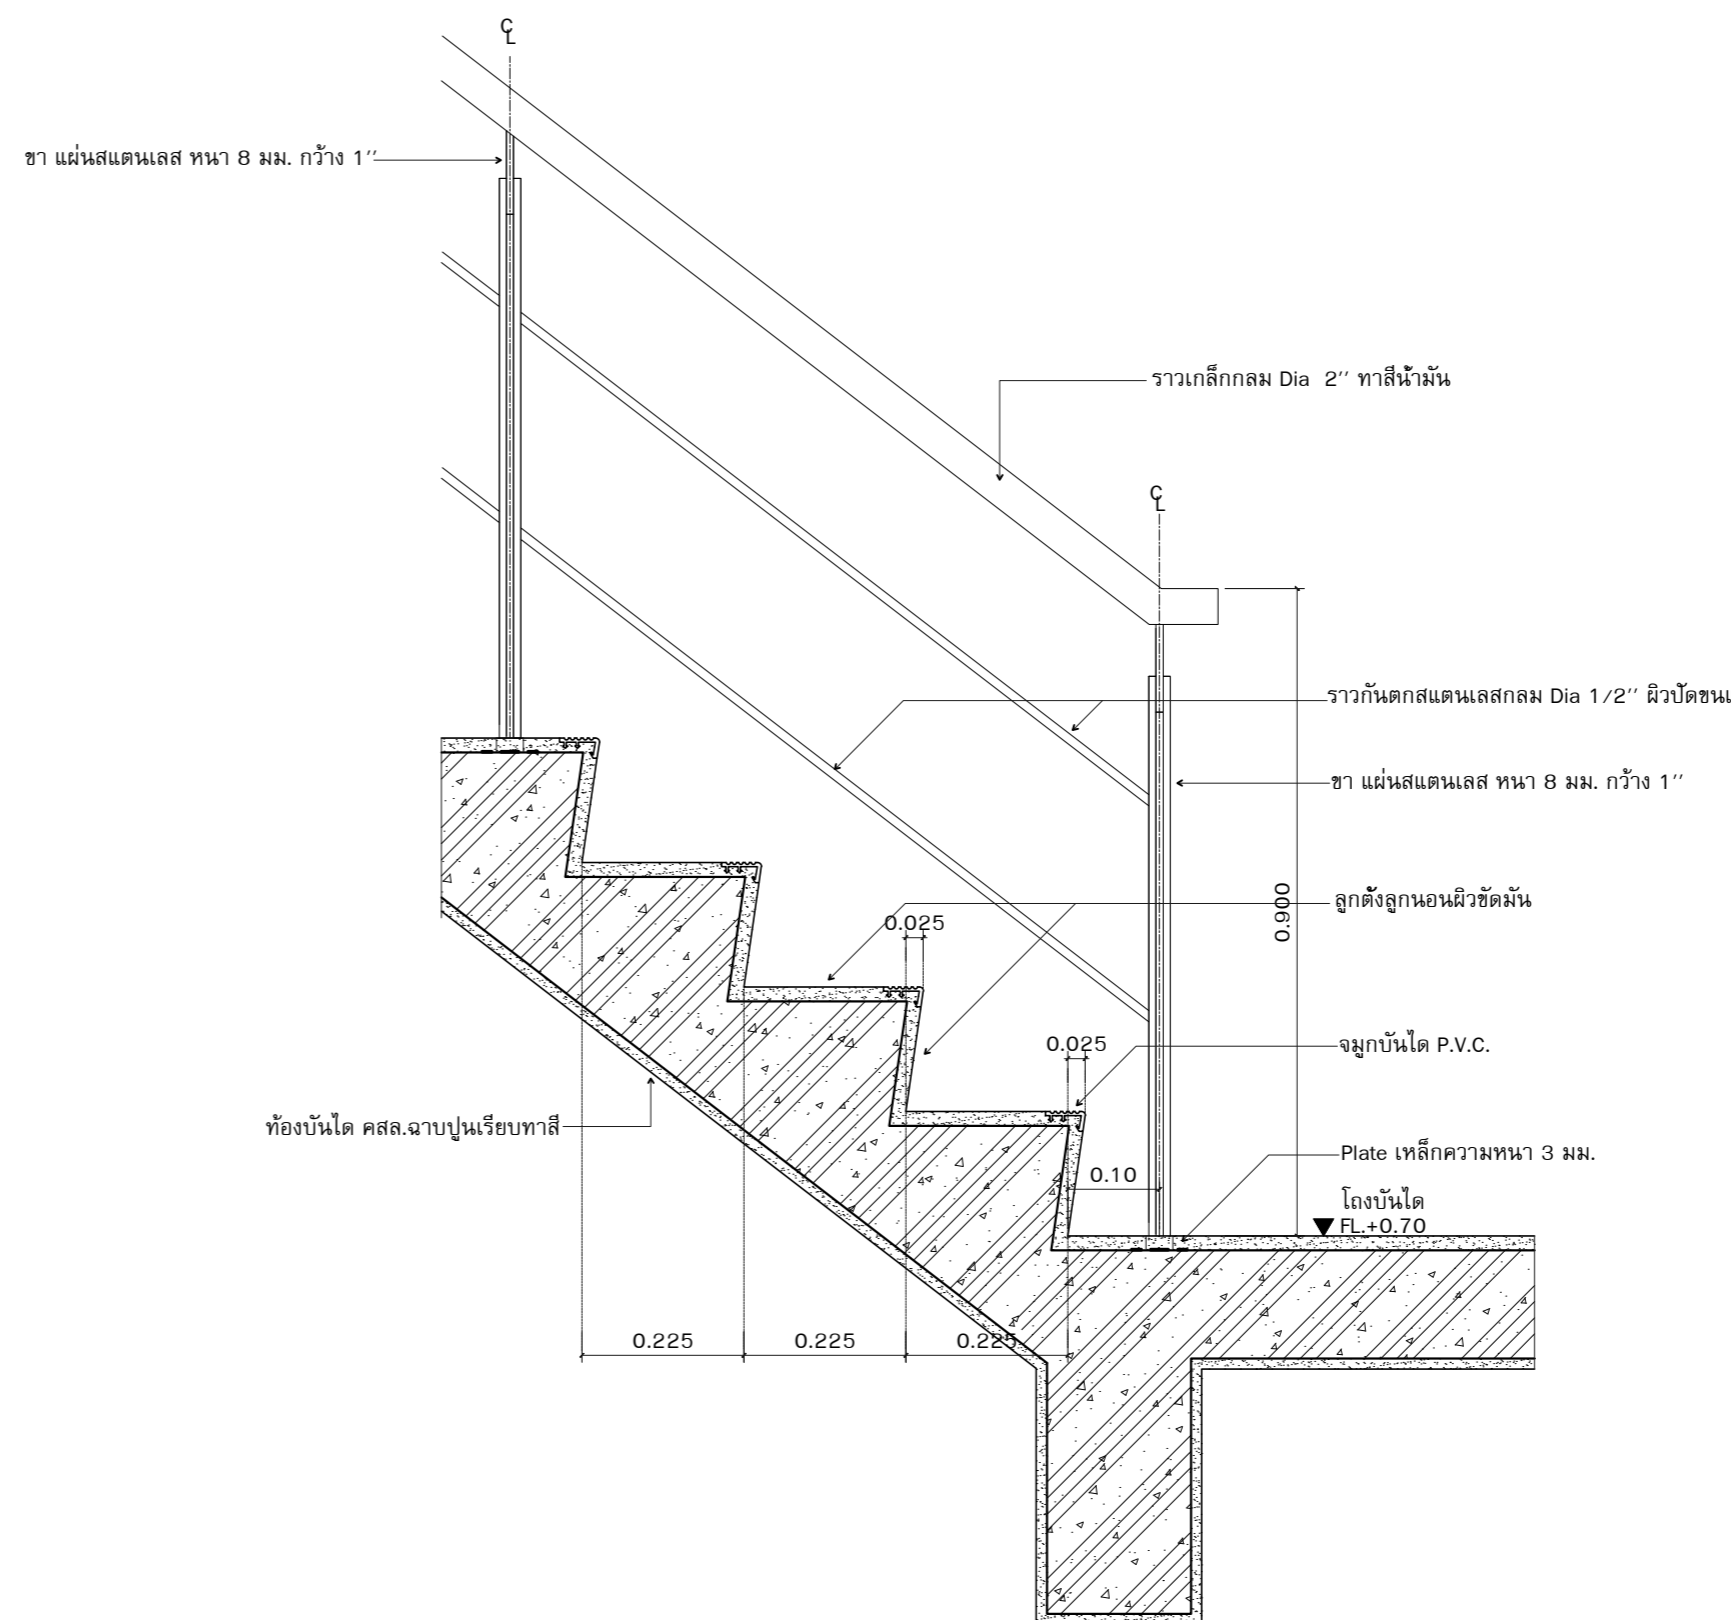 CL
ขา แผ่นสแตนเลส หนา 8 มม. กว้าง 1''
ราวเกล็กกลม Dia 2'' ทาสีน้ำมัน
CL
ราวกันตกสแตนเลสกลม Dia 1/2'' ผิวปัดขนเ
ขา แผ่นสแตนเลส หนา 8 มม. กว้าง 1''
0.900
ลูกตั้งลูกนอนผิวขัดมัน
0.025
0.025
จมูกบันได P.V.C.
ท้องบันได คสล.ฉาบปูนเรียบทาสี
Plate เหล็กความหนา 3 มม.
0.10
โถงบันได
FL.+0.70
0.225
0.225
0.225